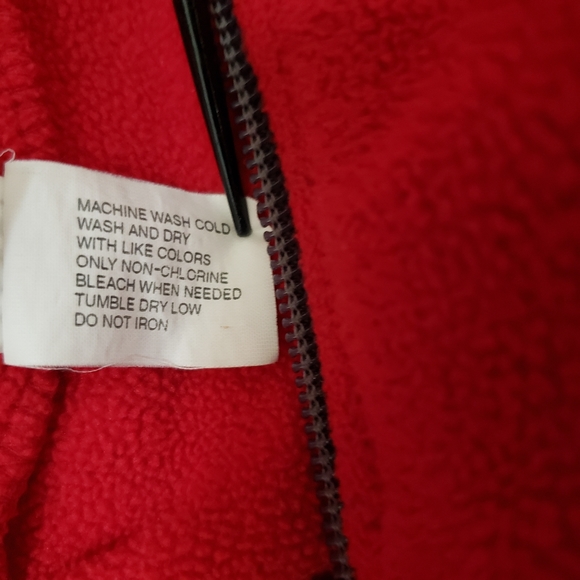 MACHINE WASH COLD
WASH AND DRY
WITH LIKE COLORS
ONLY NON-CHLORINE
BLEACH WHEN NEEDED
TUMBLE DRY LOW
DO NOT IRON